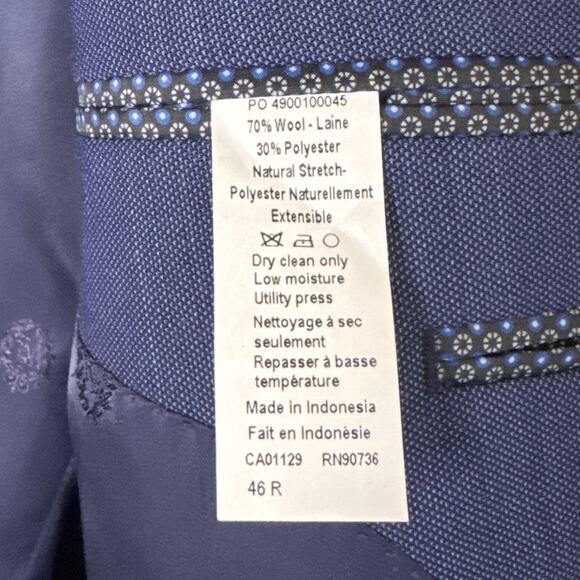 PO 4900100045
70% Wool - Laine
30% Polyester
Natural Stretch-
Polyester Naturellement
Extensible
Dry clean only
Low moisture
Utility press
Nettoyage à sec
seulement
Repasser à basse
température
Made in Indonesia
Fait en Indonèsie
CA01129 RN90736
46 R